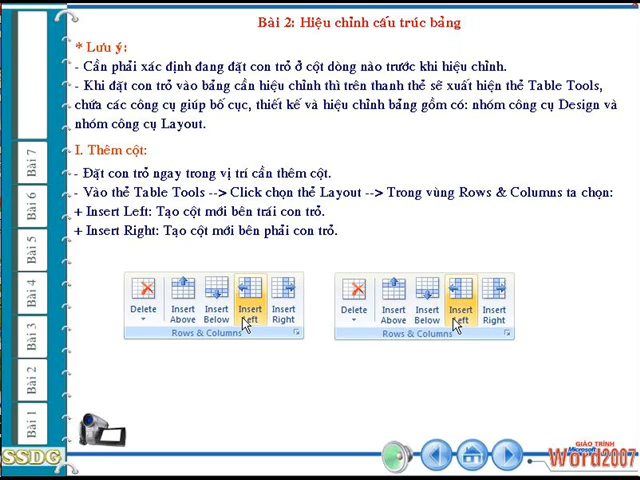 Bài 2: Hiệu chỉnh cấu trúc bảng
* Lưu ý:
- Cần phải xác định đang đặt con trỏ ở cột dòng nào trước khi hiệu chỉnh.
- Khi đặt con trỏ vào bảng cần hiệu chỉnh thì trên thanh thẻ sẽ xuất hiện thẻ Table Tools,
chứa các công cụ giúp bố cục, thiết kế và hiệu chỉnh bảng gồm có: nhóm công cụ Design và
nhóm công cụ Layout.
I. Thêm cột:
- Đặt con trỏ ngay trong vị trí cần thêm cột.
- Vào thẻ Table Tools --> Click chọn thẻ Layout --> Trong vùng Rows & Columns ta chọn:
+ Insert Left: Tạo cột mới bên trái con trỏ.
+ Insert Right: Tạo cột mới bên phải con trỏ.
Delete Insert Above Insert Below Insert Left Insert Right
Rows & Columns
Delete Insert Above Insert Below Insert Left Insert Right
Rows & Columns
Bài 7
Bài 6
Bài 5
Bài 4
Bài 3
Bài 2
Bài 1
SSDG
GIÁO TRÌNH
Microsoft
Word2007